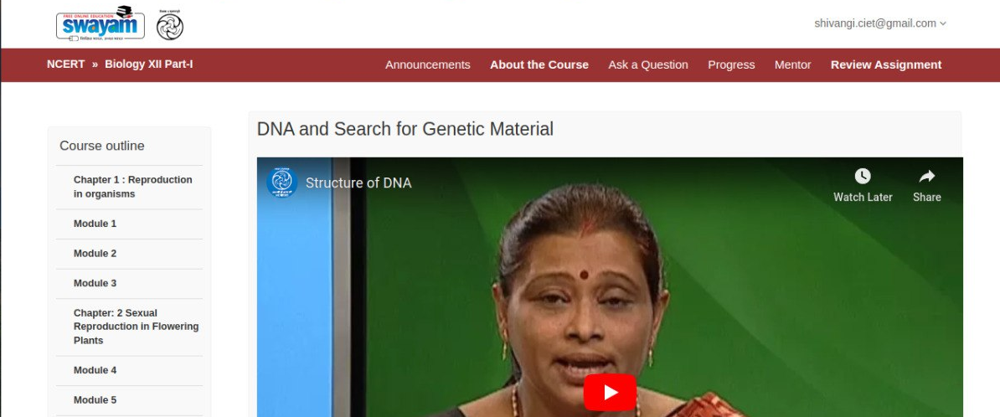 FREE ONLINE EDUCATION
swayam
shivangi.ciet@gmail.com
NCERT » Biology XII Part-I
Announcements
About the Course
Ask a Question
Progress
Mentor
Review Assignment
Course outline
Chapter 1 : Reproduction
in organisms
Module 1
Module 2
Module 3
Chapter: 2 Sexual
Reproduction in Flowering
Plants
Module 4
Module 5
DNA and Search for Genetic Material
Structure of DNA
Watch Later
Share